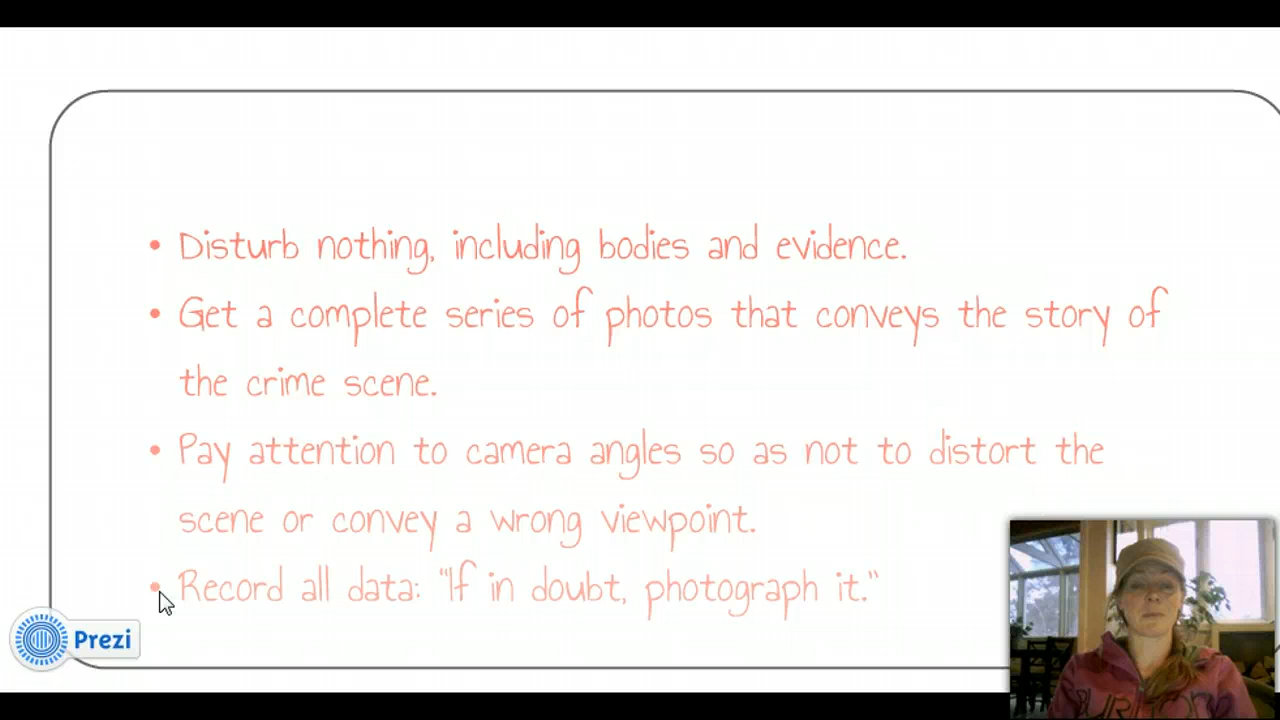 • Disturb nothing, including bodies and evidence.
• Get a complete series of photos that conveys the story of
the crime scene.
• Pay attention to camera angles so as not to distort the
scene or convey a wrong viewpoint.
• Record all data: "If in doubt, photograph it."
Prezi
BURTON